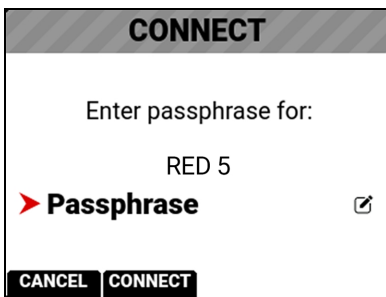 CONNECT
Enter passphrase for:
RED 5
Passphrase
CANCEL CONNECT